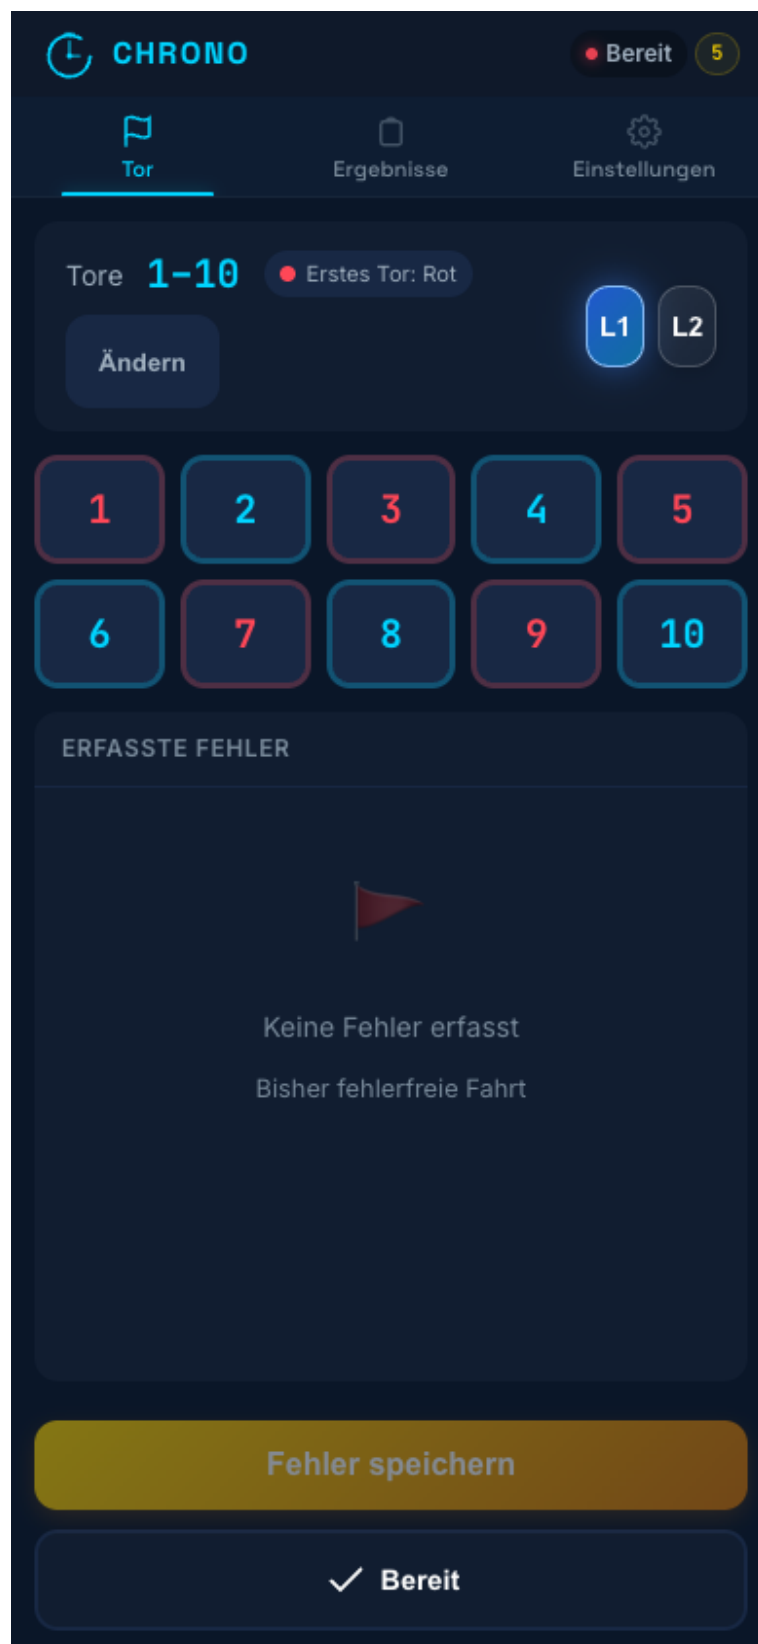 CHRONO
Bereit 5
Tor
Ergebnisse
Einstellungen
Tore 1–10
Erstes Tor: Rot
L1 L2
Ändern
1 2 3 4 5
6 7 8 9 10
ERFASSTE FEHLER
Keine Fehler erfasst
Bisher fehlerfreie Fahrt
Fehler speichern
Bereit